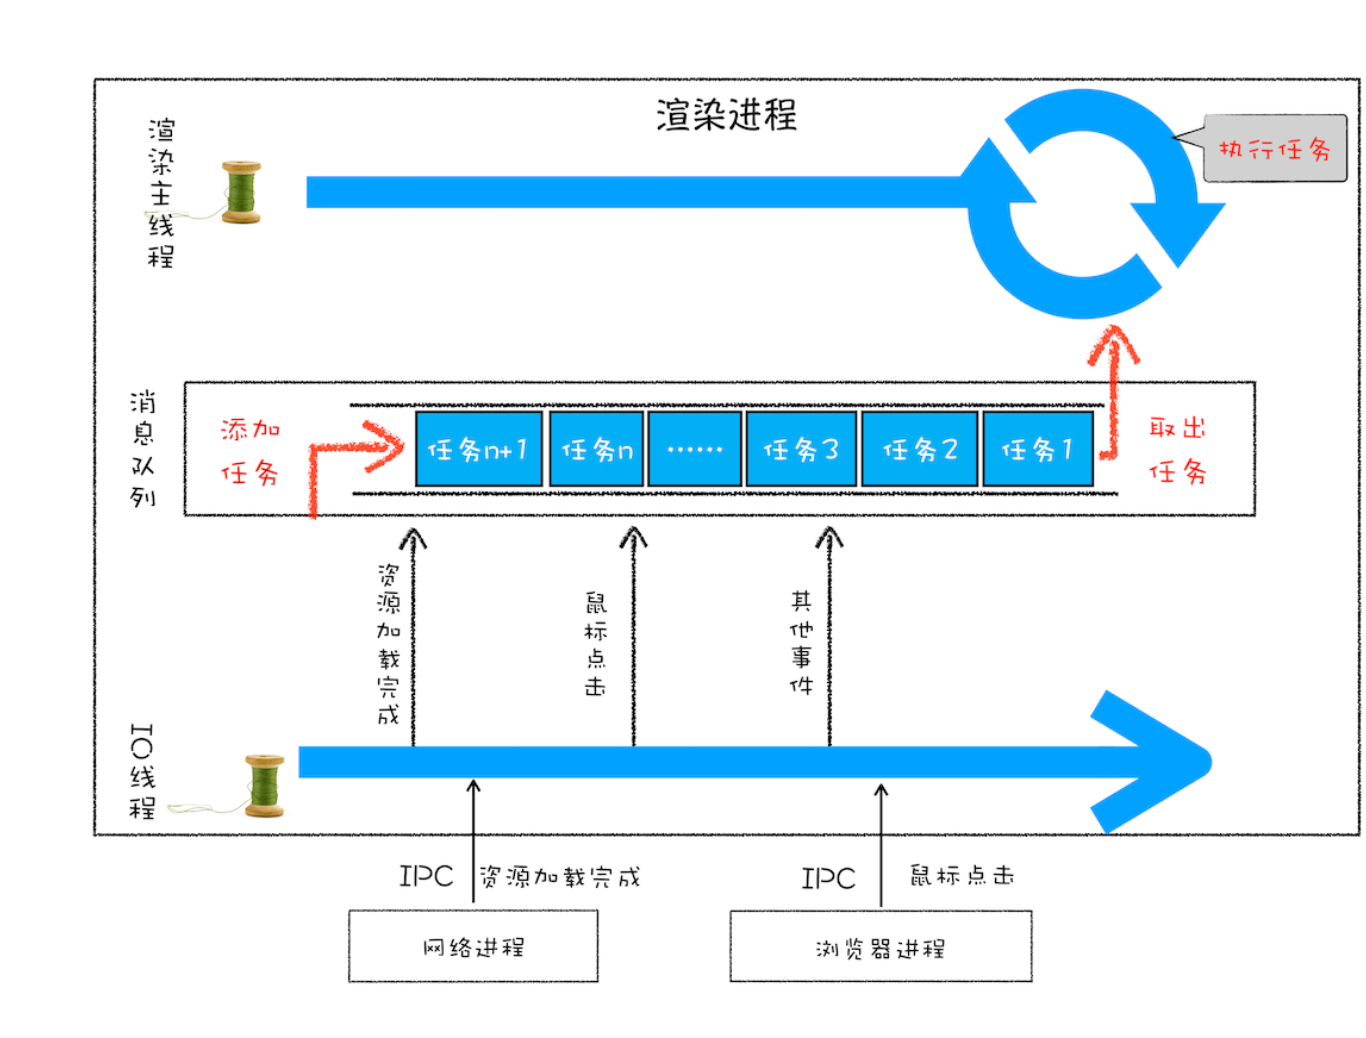 渲染进程
渲染主线程
执行任务
消息队列
添加
任务
任务n+1
任务n
······
任务3
任务2
任务1
取出
任务
资源加载完成
鼠标点击
其他事件
IO线程
IPC
资源加载完成
IPC
鼠标点击
网络进程
浏览器进程